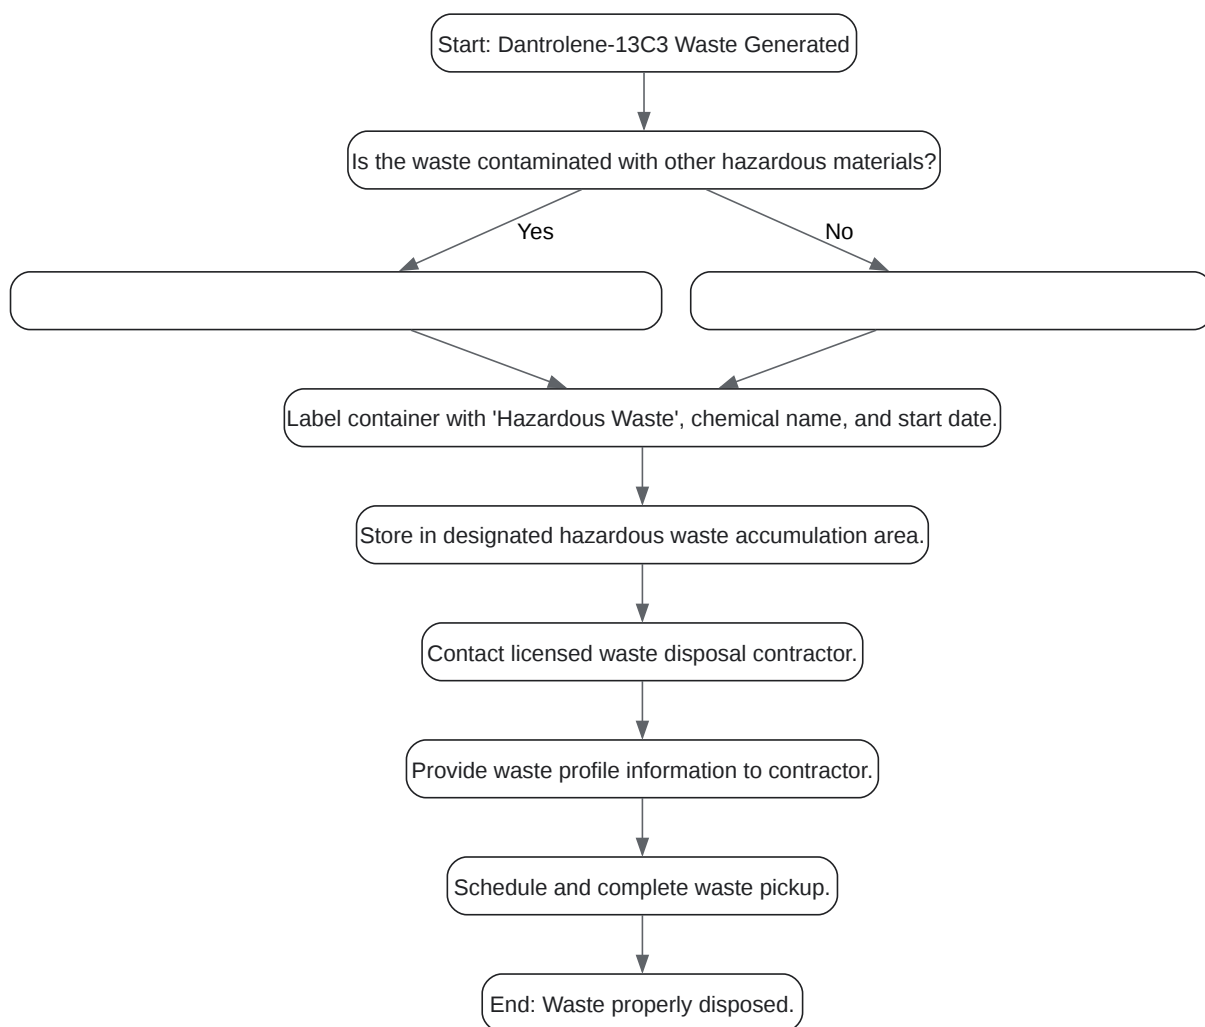 Start: Dantrolene-13C3 Waste Generated
Is the waste contaminated with other hazardous materials?
Yes
No
Label container with 'Hazardous Waste', chemical name, and start date.
Store in designated hazardous waste accumulation area.
Contact licensed waste disposal contractor.
Provide waste profile information to contractor.
Schedule and complete waste pickup.
End: Waste properly disposed.